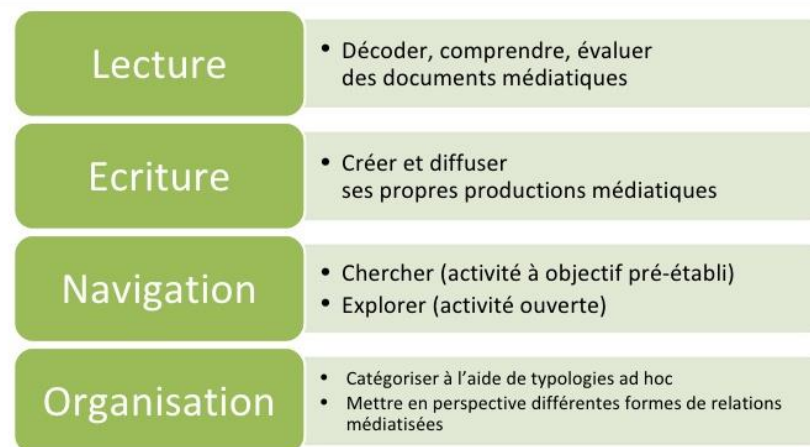 Lecture
• Décoder, comprendre, évaluer
des documents médiatiques
Ecriture
• Créer et diffuser
ses propres productions médiatiques
Navigation
• Chercher (activité à objectif pré-établi)
• Explorer (activité ouverte)
Organisation
• Catégoriser à l’aide de typologies ad hoc
• Mettre en perspective différentes formes de relations
médiatisées